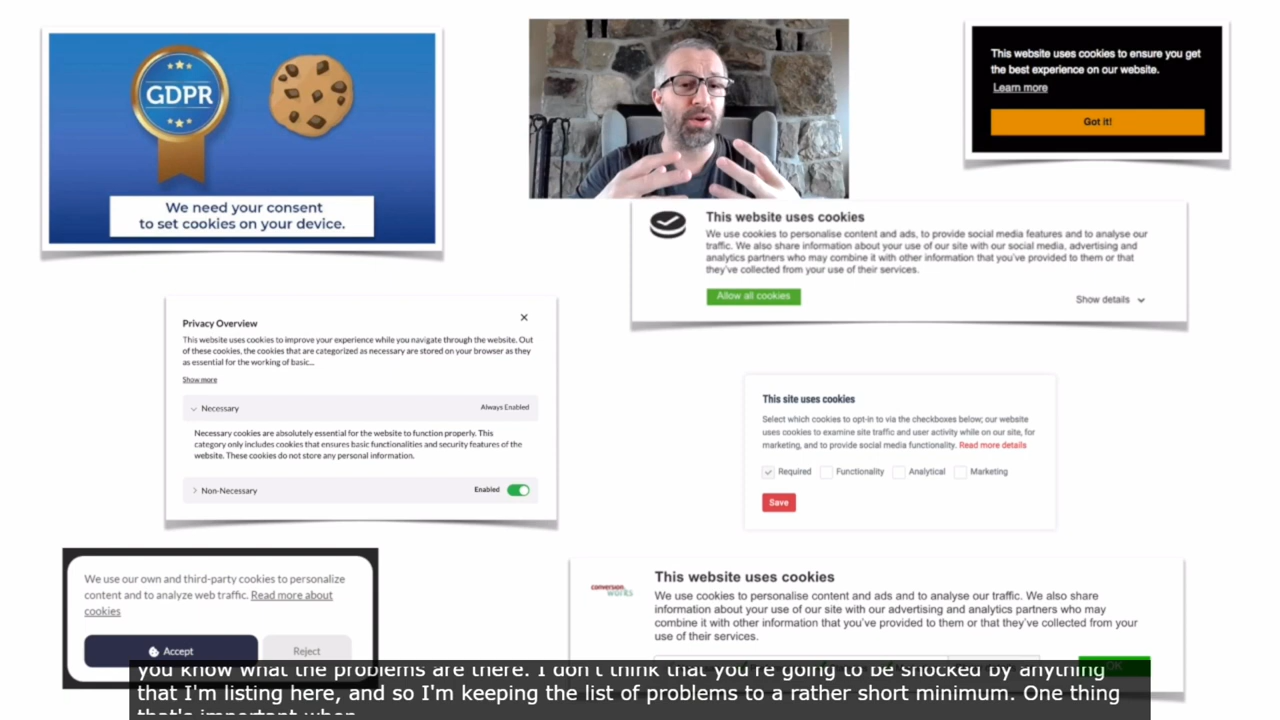 GDPR
We need your consent
to set cookies on your device.
This website uses cookies to ensure you get
the best experience on our website.
Learn more
Got it!
This website uses cookies
We use cookies to personalise content and ads, to provide social media features and to analyse our
traffic. We also share information about your use of our site with our social media, advertising and
analytics partners who may combine it with other information that you've provided to them or that
they've collected from your use of their services.
Allow all cookies
Show details
Privacy Overview
This website uses cookies to improve your experience while you navigate through the website. Out
of these cookies, the cookies that are categorized as necessary are stored on your browser as they
as essential for the working of basic...
Show more
Necessary
Always Enabled
Necessary cookies are absolutely essential for the website to function properly. This
category only includes cookies that ensures basic functionalities and security features of the
website. These cookies do not store any personal information.
Non-Necessary
Enabled
This site uses cookies
Select which cookies to opt-in to via the checkboxes below; our website
uses cookies to examine site traffic and user activity while on our site, for
marketing, and to provide social media functionality. Read more details
Required Functionality Analytical Marketing
Save
We use our own and third-party cookies to personalize
content and to analyze web traffic. Read more about
cookies
Accept
Reject
conversion
works
This website uses cookies
We use cookies to personalise content and ads and to analyse our traffic. We also share
information about your use of our site with our advertising and analytics partners who may
combine it with other information that you've provided to them or that they've collected from your
use of their services.
OK
you know what the problems are there. I don't think that you're going to be shocked by anything
that I'm listing here, and so I'm keeping the list of problems to a rather short minimum. One thing
that's important when